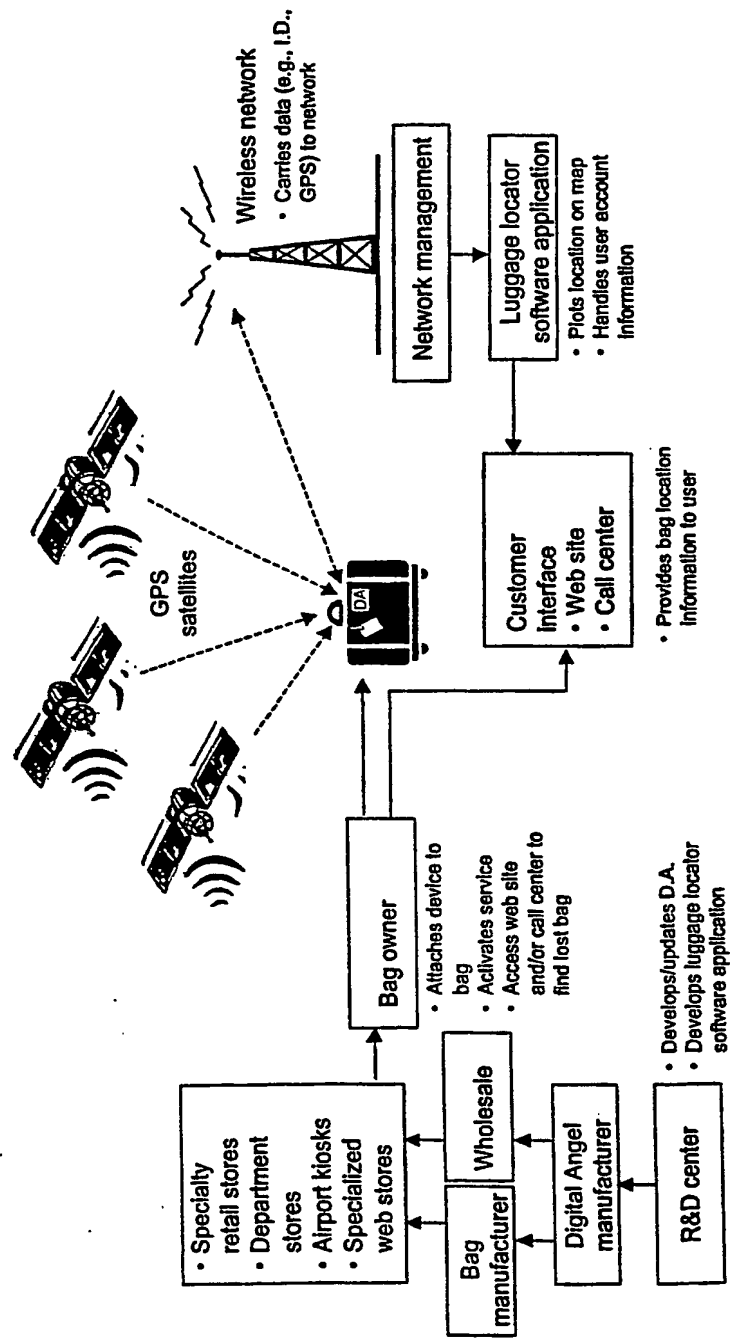 • Specialty
retail stores
• Department
stores
• Airport kiosks
• Specialized
web stores
Bag
manufacturer
Wholesale
Digital Angel
manufacturer
R&D center
• Develops/updates D.A.
• Develops luggage locator
software application
Bag owner
• Attaches device to
bag
• Activates service
• Access web site
and/or call center to
find lost bag
GPS
satellites
DA
Customer
interface
• Web site
• Call center
• Provides bag location
Information to user
Wireless network
• Carries data (e.g., I.D.,
GPS) to network
Network management
Luggage locator
software application
• Plots location on map
• Handles user account
Information